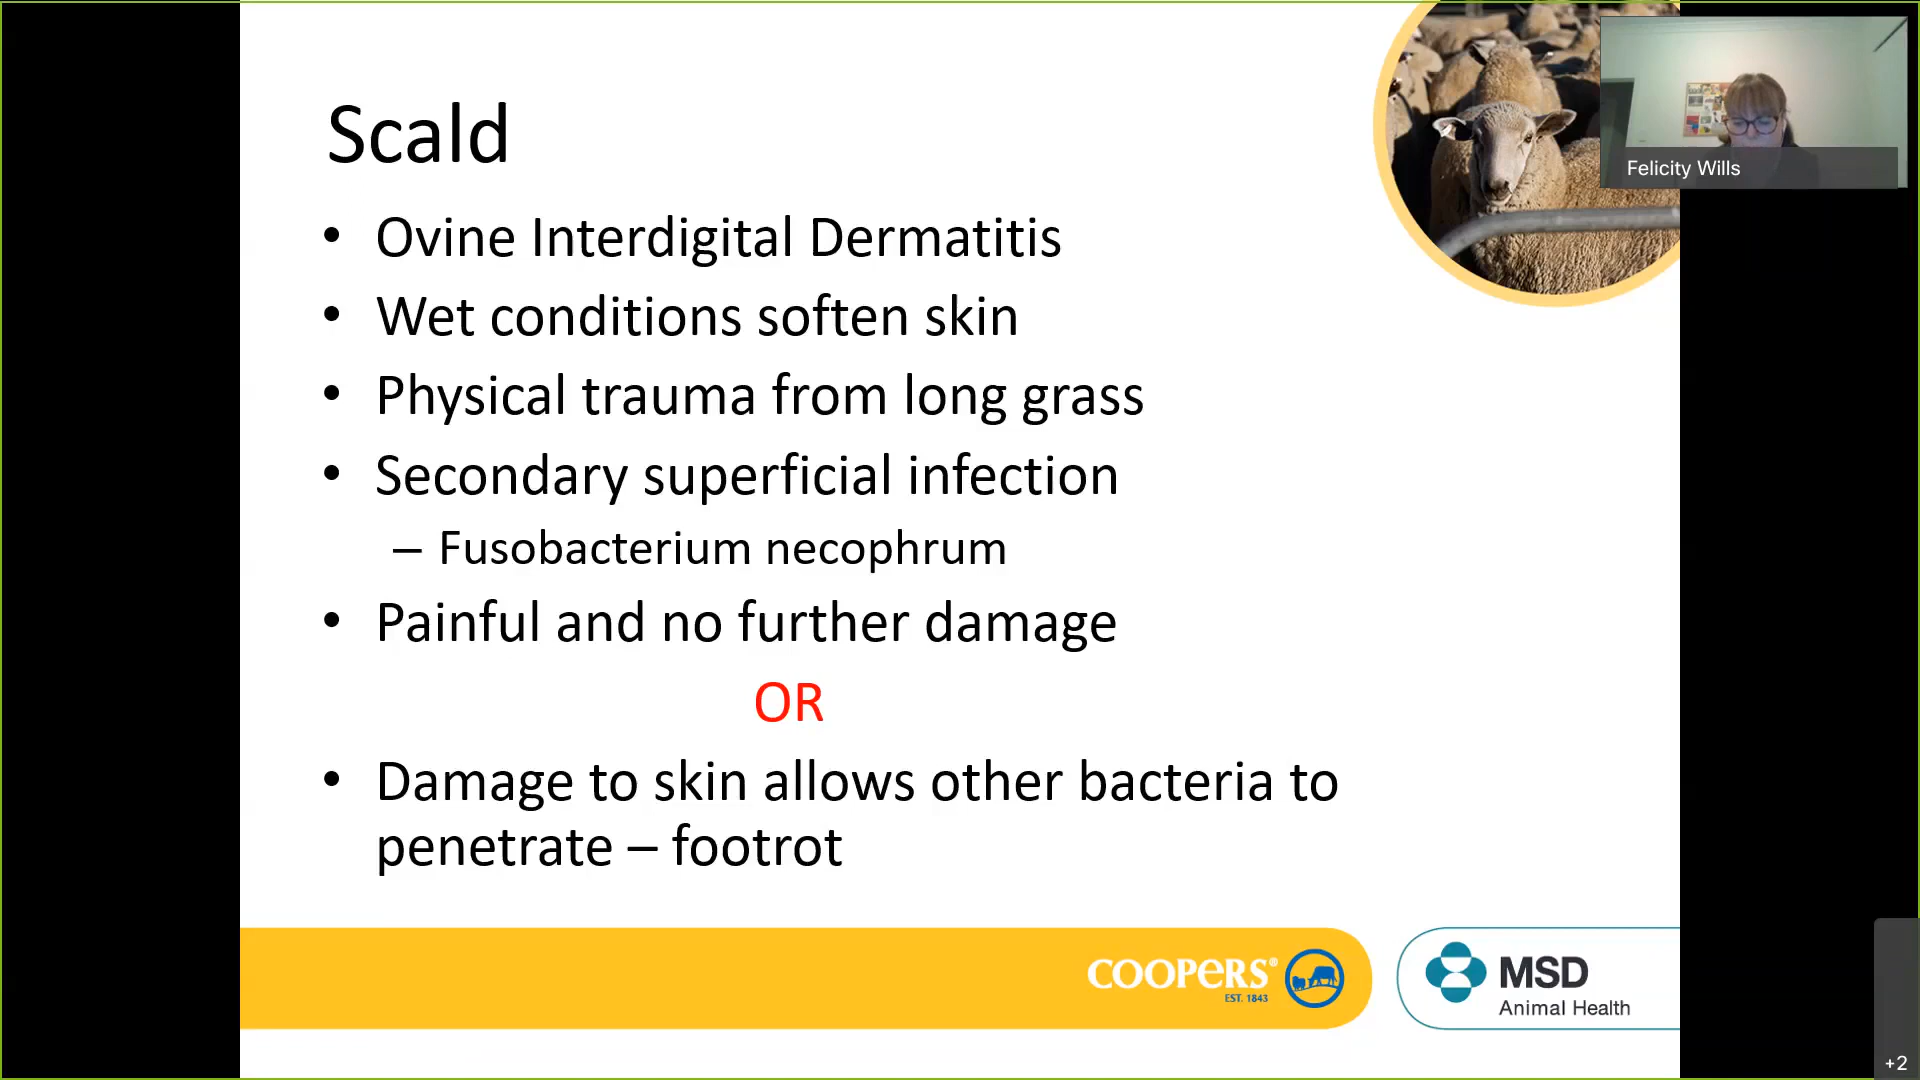 Scald
Felicity Wills
• Ovine Interdigital Dermatitis
• Wet conditions soften skin
• Physical trauma from long grass
• Secondary superficial infection
– Fusobacterium necophrum
• Painful and no further damage
OR
• Damage to skin allows other bacteria to
penetrate – footrot
COOPERS®
EST. 1843
MSD
Animal Health
+2